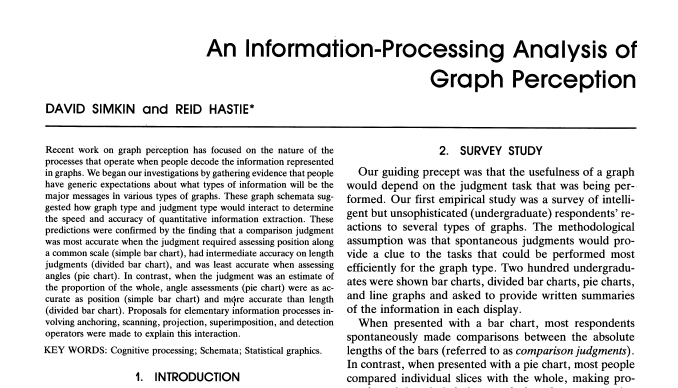 An Information-Processing Analysis of
Graph Perception
DAVID SIMKIN and REID HASTIE*
Recent work on graph perception has focused on the nature of the
processes that operate when people decode the information represented
in graphs. We began our investigations by gathering evidence that people
have generic expectations about what types of information will be the
major messages in various types of graphs. These graph schemata sug-
gested how graph type and judgment type would interact to determine
the speed and accuracy of quantitative information extraction. These
predictions were confirmed by the finding that a comparison judgment
was most accurate when the judgment required assessing position along
a common scale (simple bar chart), had intermediate accuracy on length
judgments (divided bar chart), and was least accurate when assessing
angles (pie chart). In contrast, when the judgment was an estimate of
the proportion of the whole, angle assessments (pie chart) were as ac-
curate as position (simple bar chart) and more accurate than length
(divided bar chart). Proposals for elementary information processes in-
volving anchoring, scanning, projection, superimposition, and detection
operators were made to explain this interaction.
KEY WORDS: Cognitive processing; Schemata; Statistical graphics.
1. INTRODUCTION
2. SURVEY STUDY
Our guiding precept was that the usefulness of a graph
would depend on the judgment task that was being per-
formed. Our first empirical study was a survey of intelli-
gent but unsophisticated (undergraduate) respondents' re-
actions to several types of graphs. The methodological
assumption was that spontaneous judgments would pro-
vide a clue to the tasks that could be performed most
efficiently for the graph type. Two hundred undergradu-
ates were shown bar charts, divided bar charts, pie charts,
and line graphs and asked to provide written summaries
of the information in each display.
When presented with a bar chart, most respondents
spontaneously made comparisons between the absolute
lengths of the bars (referred to as comparison judgments).
In contrast, when presented with a pie chart, most people
compared individual slices with the whole, making pro-